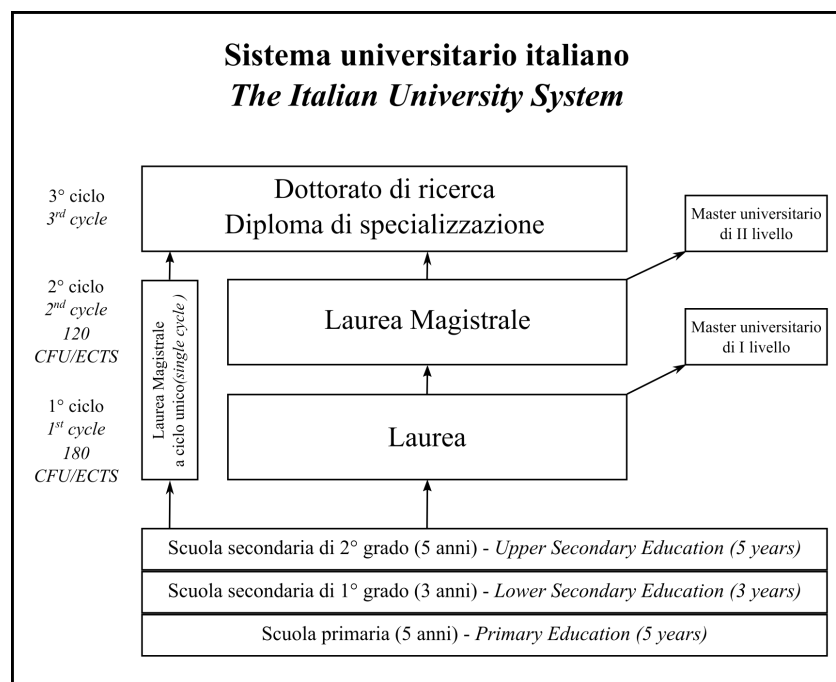 Sistema universitario italiano
The Italian University System
3° ciclo
3rd cycle
Dottorato di ricerca
Diploma di specializzazione
Master universitario
di II livello
2° ciclo
2nd cycle
120
CFU/ECTS
Laurea Magistrale
a ciclo unico(single cycle)
Laurea Magistrale
Master universitario
di I livello
1° ciclo
1st cycle
180
CFU/ECTS
Laurea
Scuola secondaria di 2° grado (5 anni) - Upper Secondary Education (5 years)
Scuola secondaria di 1° grado (3 anni) - Lower Secondary Education (3 years)
Scuola primaria (5 anni) - Primary Education (5 years)